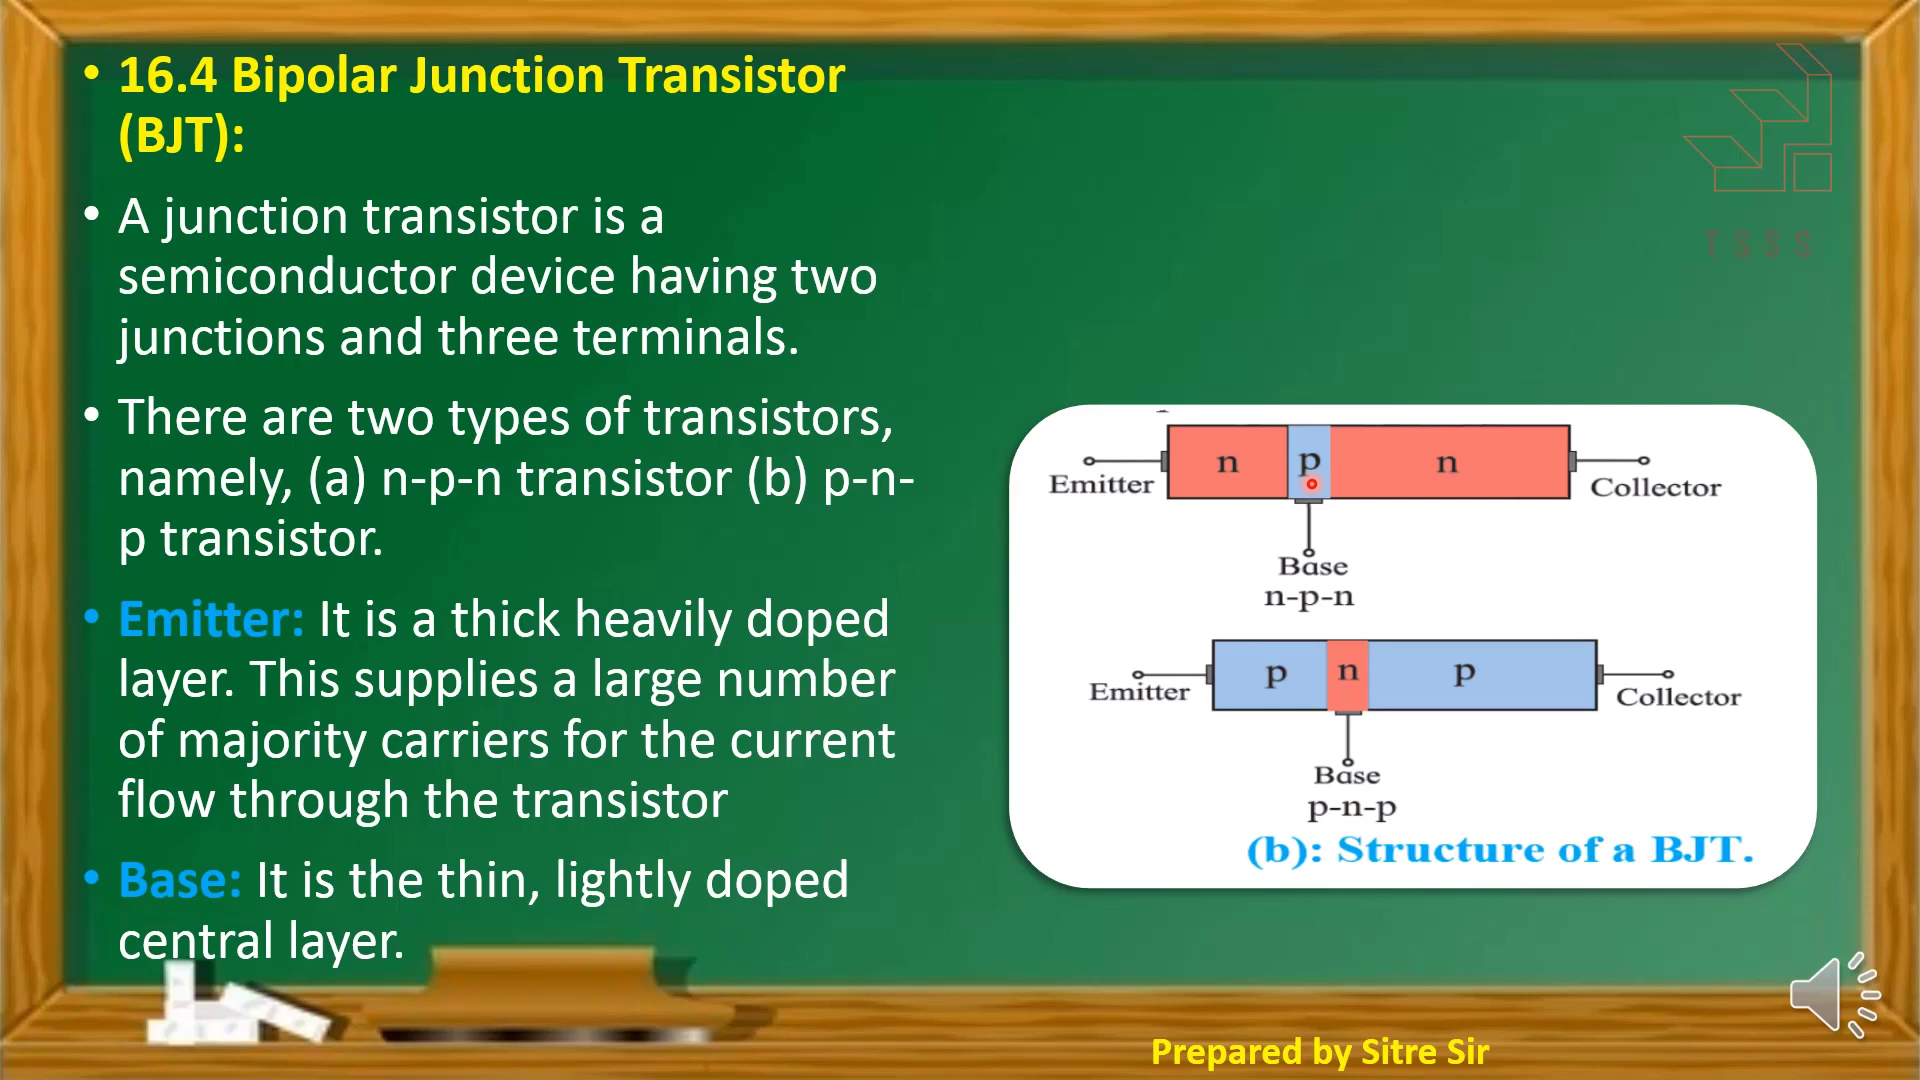 • 16.4 Bipolar Junction Transistor
(BJT):
• A junction transistor is a
semiconductor device having two
junctions and three terminals.
• There are two types of transistors,
namely, (a) n-p-n transistor (b) p-n-
p transistor.
• Emitter: It is a thick heavily doped
layer. This supplies a large number
of majority carriers for the current
flow through the transistor
• Base: It is the thin, lightly doped
central layer.
TSSS
n p n
Emitter
Collector
Base
n-p-n
p n p
Emitter
Collector
Base
p-n-p
(b): Structure of a BJT.
Prepared by Sitre Sir